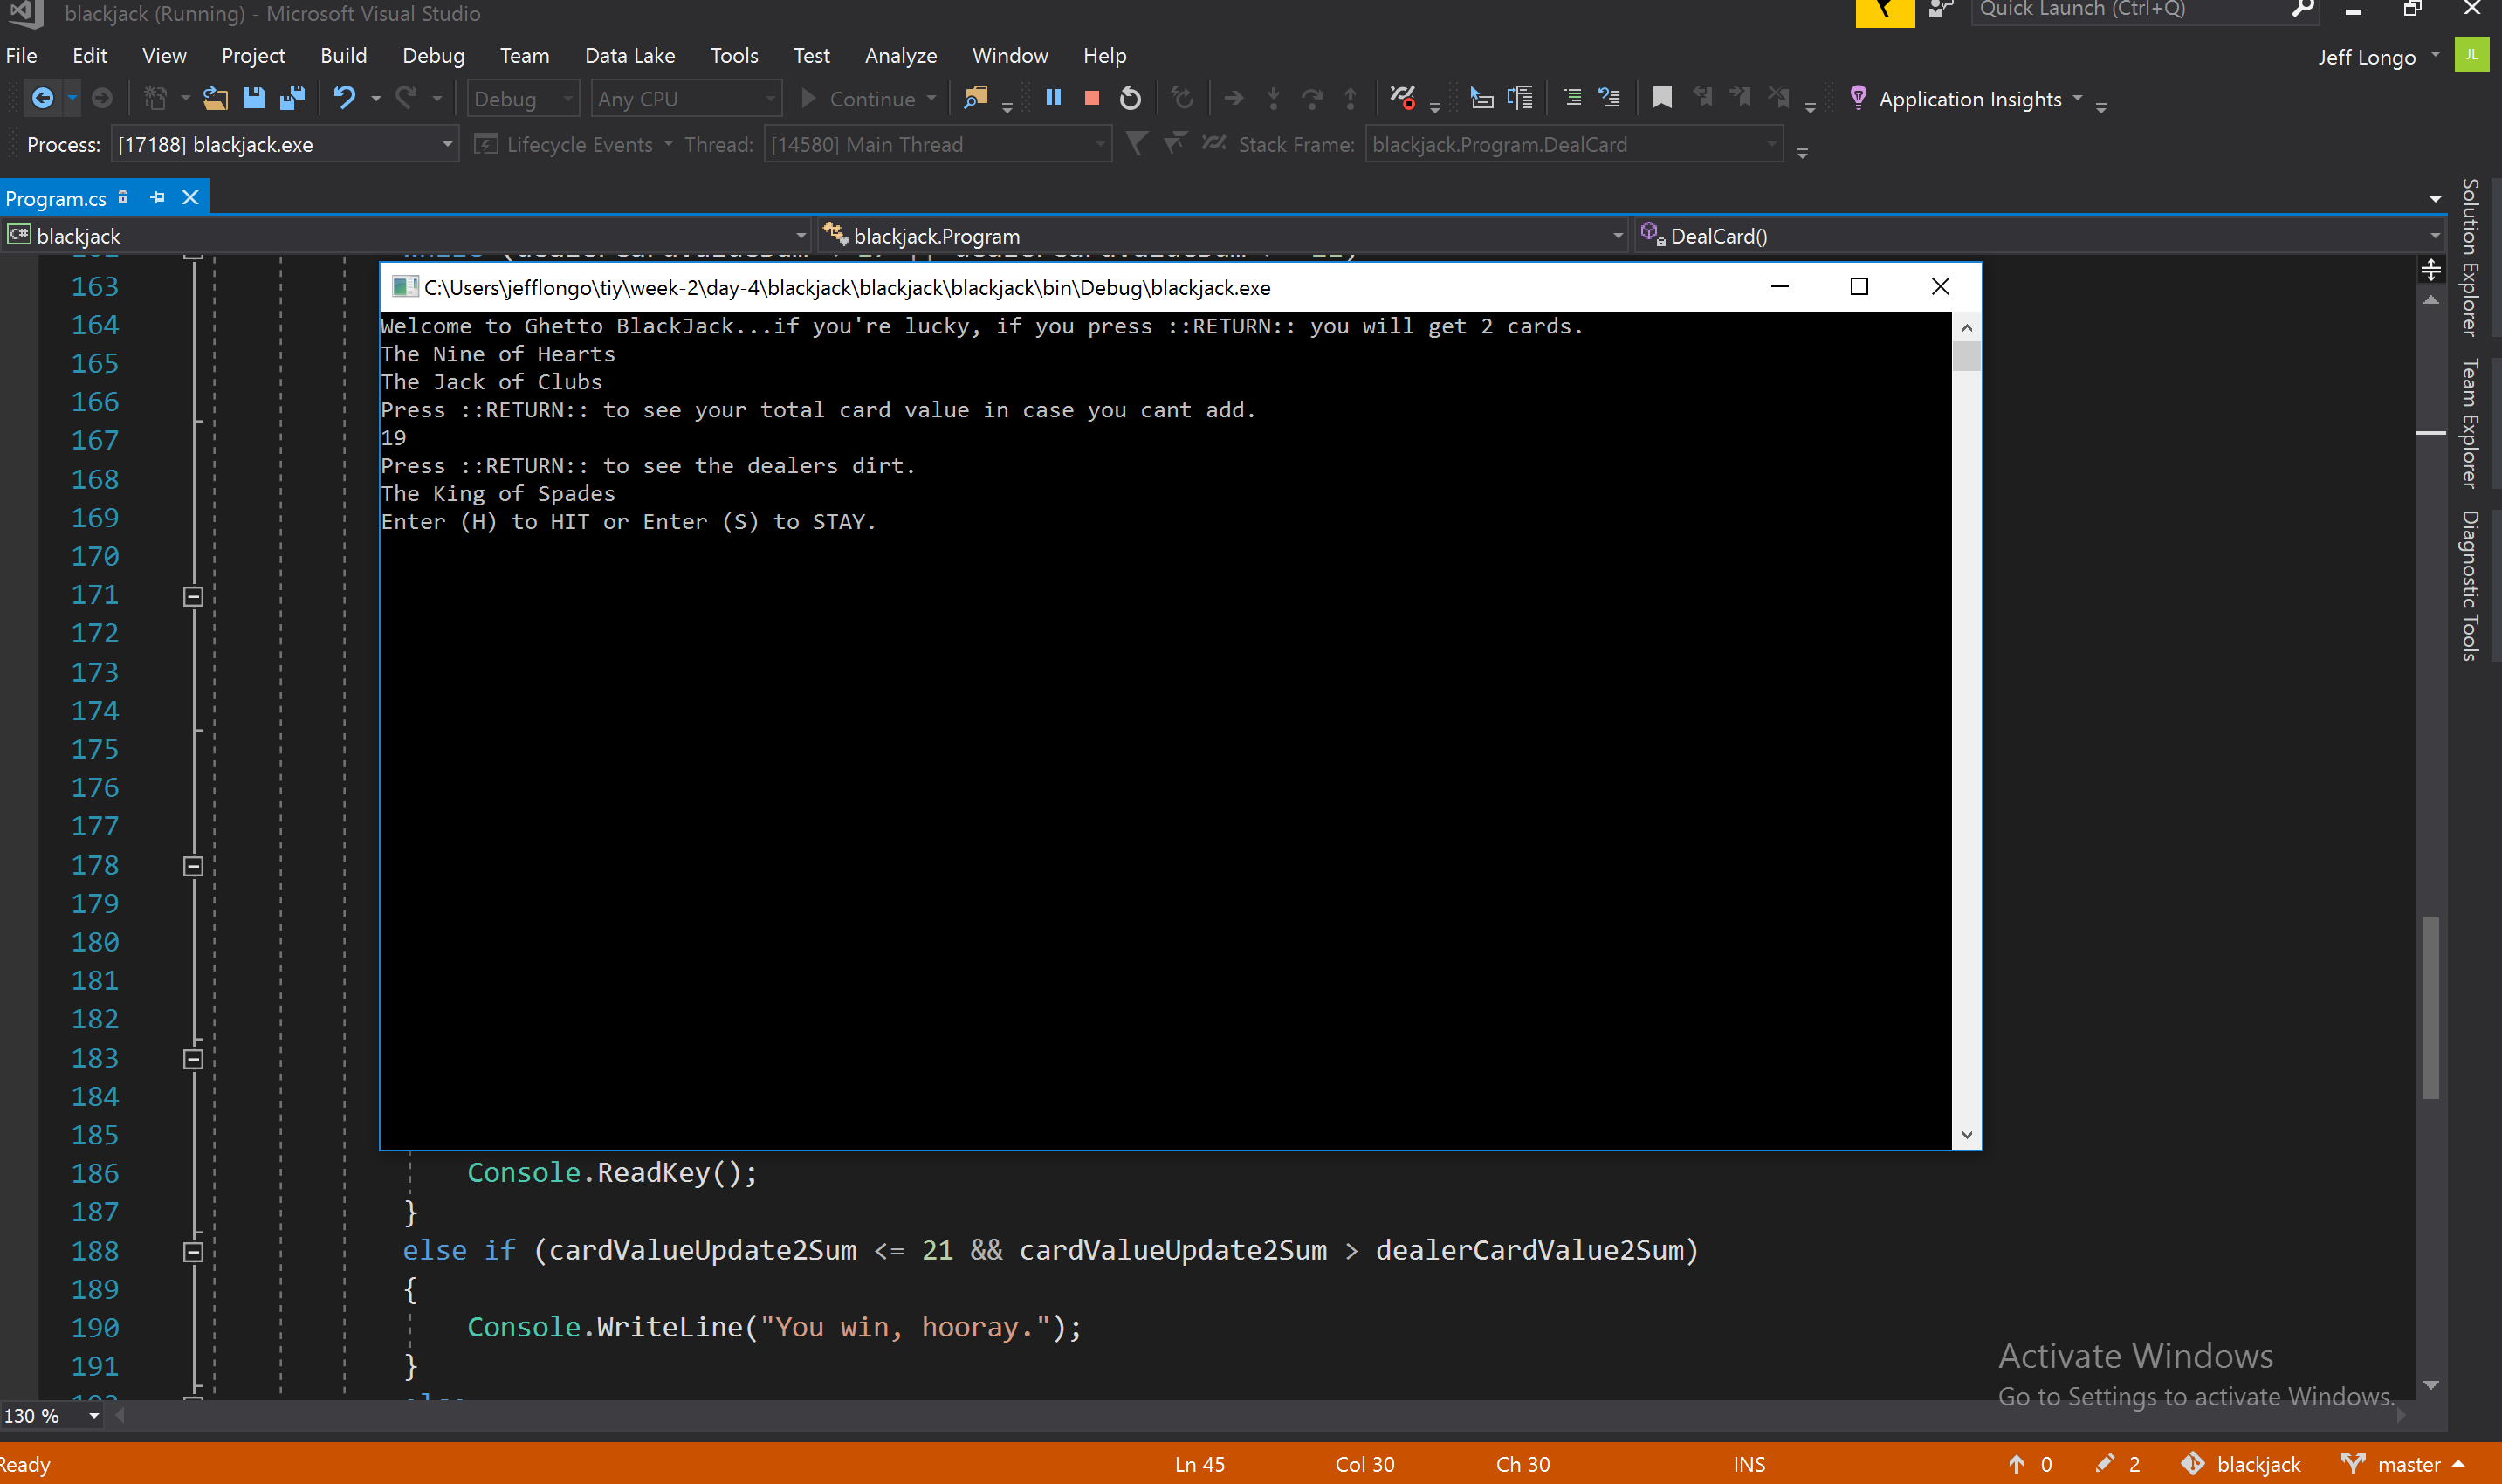 blackjack (Running) - Microsoft Visual Studio
Quick Launch (Ctrl+Q)
File Edit View Project Build Debug Team Data Lake Tools Test Analyze Window Help
Jeff Longo JL
Debug Any CPU Continue Application Insights
Process: [17188] blackjack.exe Lifecycle Events Thread: [14580] Main Thread Stack Frame: blackjack.Program.DealCard
Program.cs
C# blackjack blackjack.Program DealCard()
Solution Explorer
Team Explorer
Diagnostic Tools
C:\Users\jefflongo\tiy\week-2\day-4\blackjack\blackjack\blackjack\bin\Debug\blackjack.exe
Welcome to Ghetto BlackJack...if you're lucky, if you press ::RETURN:: you will get 2 cards.
The Nine of Hearts
The Jack of Clubs
Press ::RETURN:: to see your total card value in case you cant add.
19
Press ::RETURN:: to see the dealers dirt.
The King of Spades
Enter (H) to HIT or Enter (S) to STAY.
163
164
165
166
167
168
169
170
171
172
173
174
175
176
177
178
179
180
181
182
183
184
185
186 Console.ReadKey();
187 }
188 else if (cardValueUpdate2Sum <= 21 && cardValueUpdate2Sum > dealerCardValue2Sum)
189 {
190 Console.WriteLine("You win, hooray.");
191 }
Activate Windows
Go to Settings to activate Windows.
130 %
Ready Ln 45 Col 30 Ch 30 INS 0 2 blackjack master